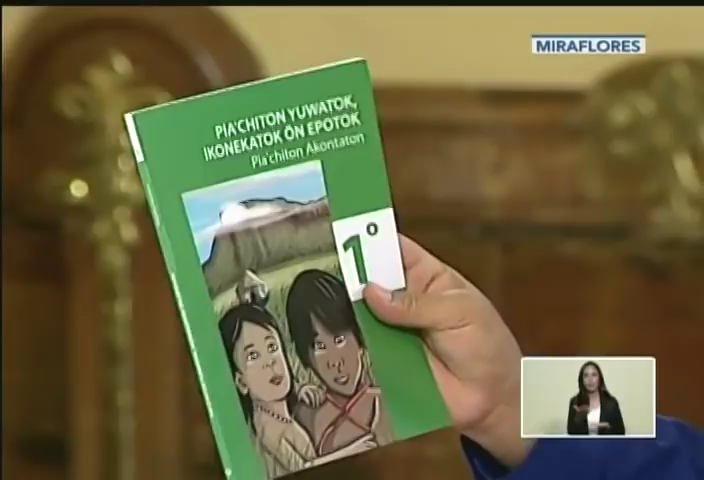 MIRAFLORES
PIA'CHITON YUWATOK,
IKONEKATOK ÖN EPOTOK
Pia'chiton Akontaton
1°